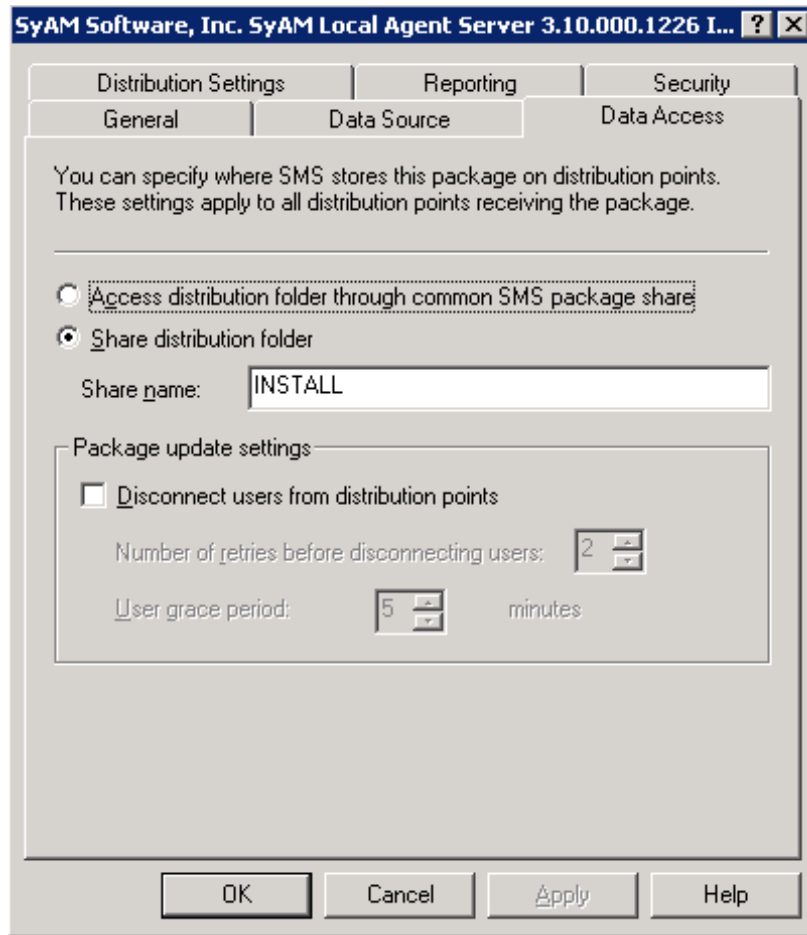 SyAM Software, Inc. SyAM Local Agent Server 3.10.000.1226 I...
Distribution Settings Reporting Security
General Data Source Data Access
You can specify where SMS stores this package on distribution points.
These settings apply to all distribution points receiving the package.
Access distribution folder through common SMS package share
Share distribution folder
Share name: INSTALL
Package update settings
Disconnect users from distribution points
Number of retries before disconnecting users: 2
User grace period: 5 minutes
OK Cancel Apply Help